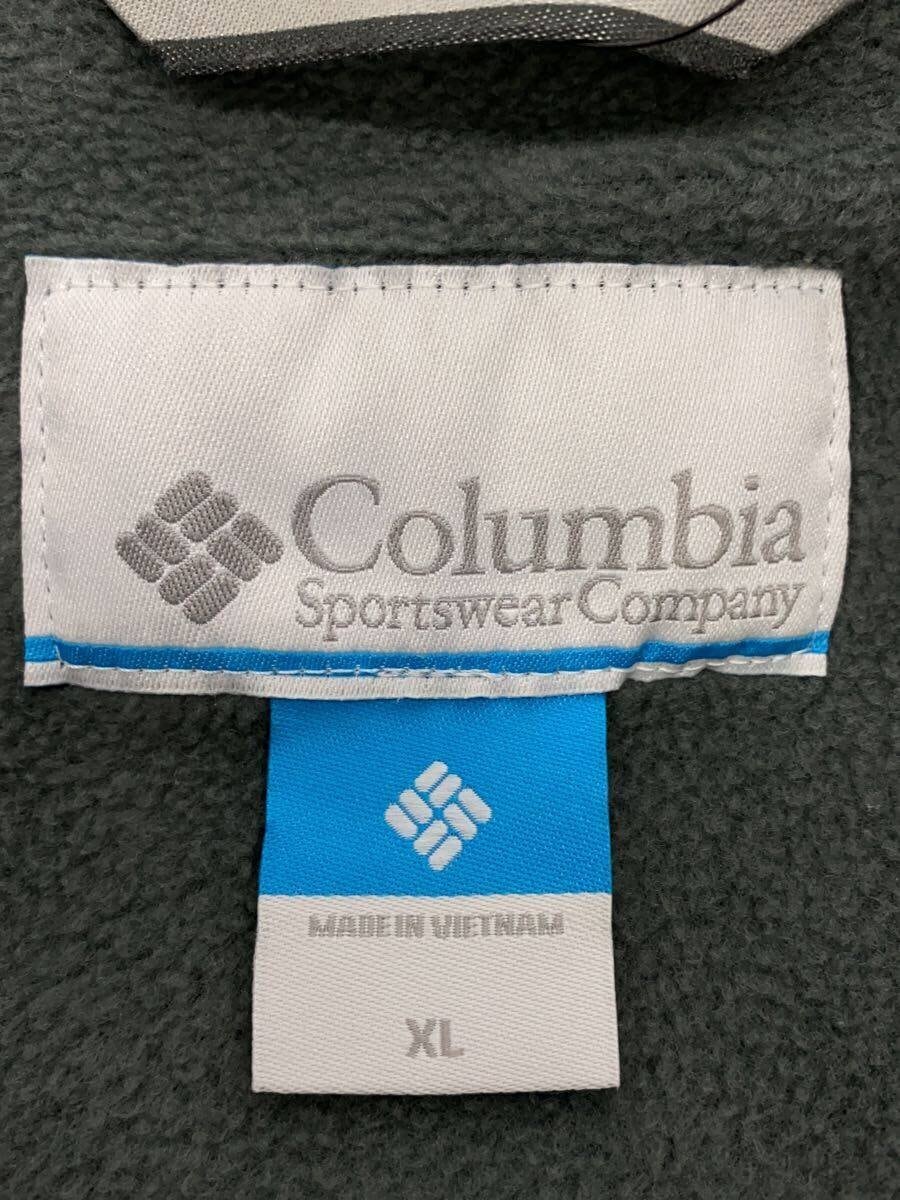 Columbia
Sportswear Company
MADE IN VIETNAM
XL